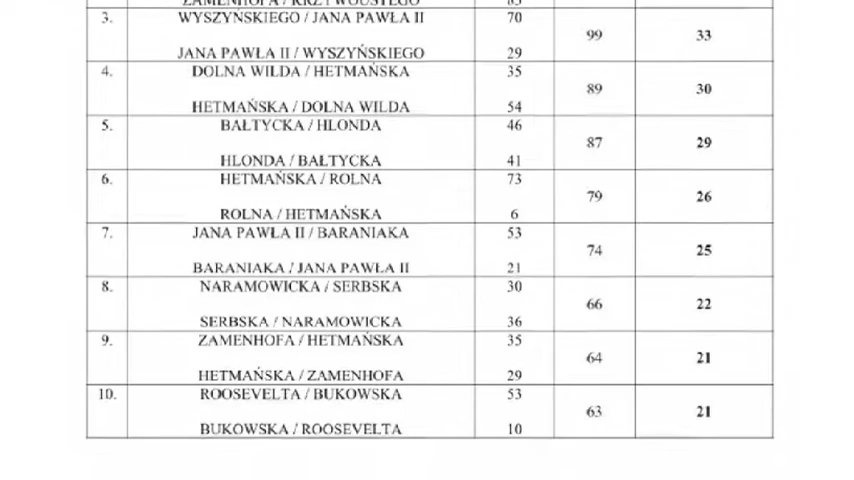 ZAMENHOFA / KRZYWOUSTEGO 63
3. WYSZYŃSKIEGO / JANA PAWŁA II 70
99 33
JANA PAWŁA II / WYSZYŃSKIEGO 29
4. DOLNA WILDA / HETMAŃSKA 35
89 30
HETMAŃSKA / DOLNA WILDA 54
5. BAŁTYCKA / HLONDA 46
87 29
HLONDA / BAŁTYCKA 41
6. HETMAŃSKA / ROLNA 73
79 26
ROLNA / HETMAŃSKA 6
7. JANA PAWŁA II / BARANIAKA 53
74 25
BARANIAKA / JANA PAWŁA II 21
8. NARAMOWICKA / SERBSKA 30
66 22
SERBSKA / NARAMOWICKA 36
9. ZAMENHOFA / HETMAŃSKA 35
64 21
HETMAŃSKA / ZAMENHOFA 29
10. ROOSEVELTA / BUKOWSKA 53
63 21
BUKOWSKA / ROOSEVELTA 10